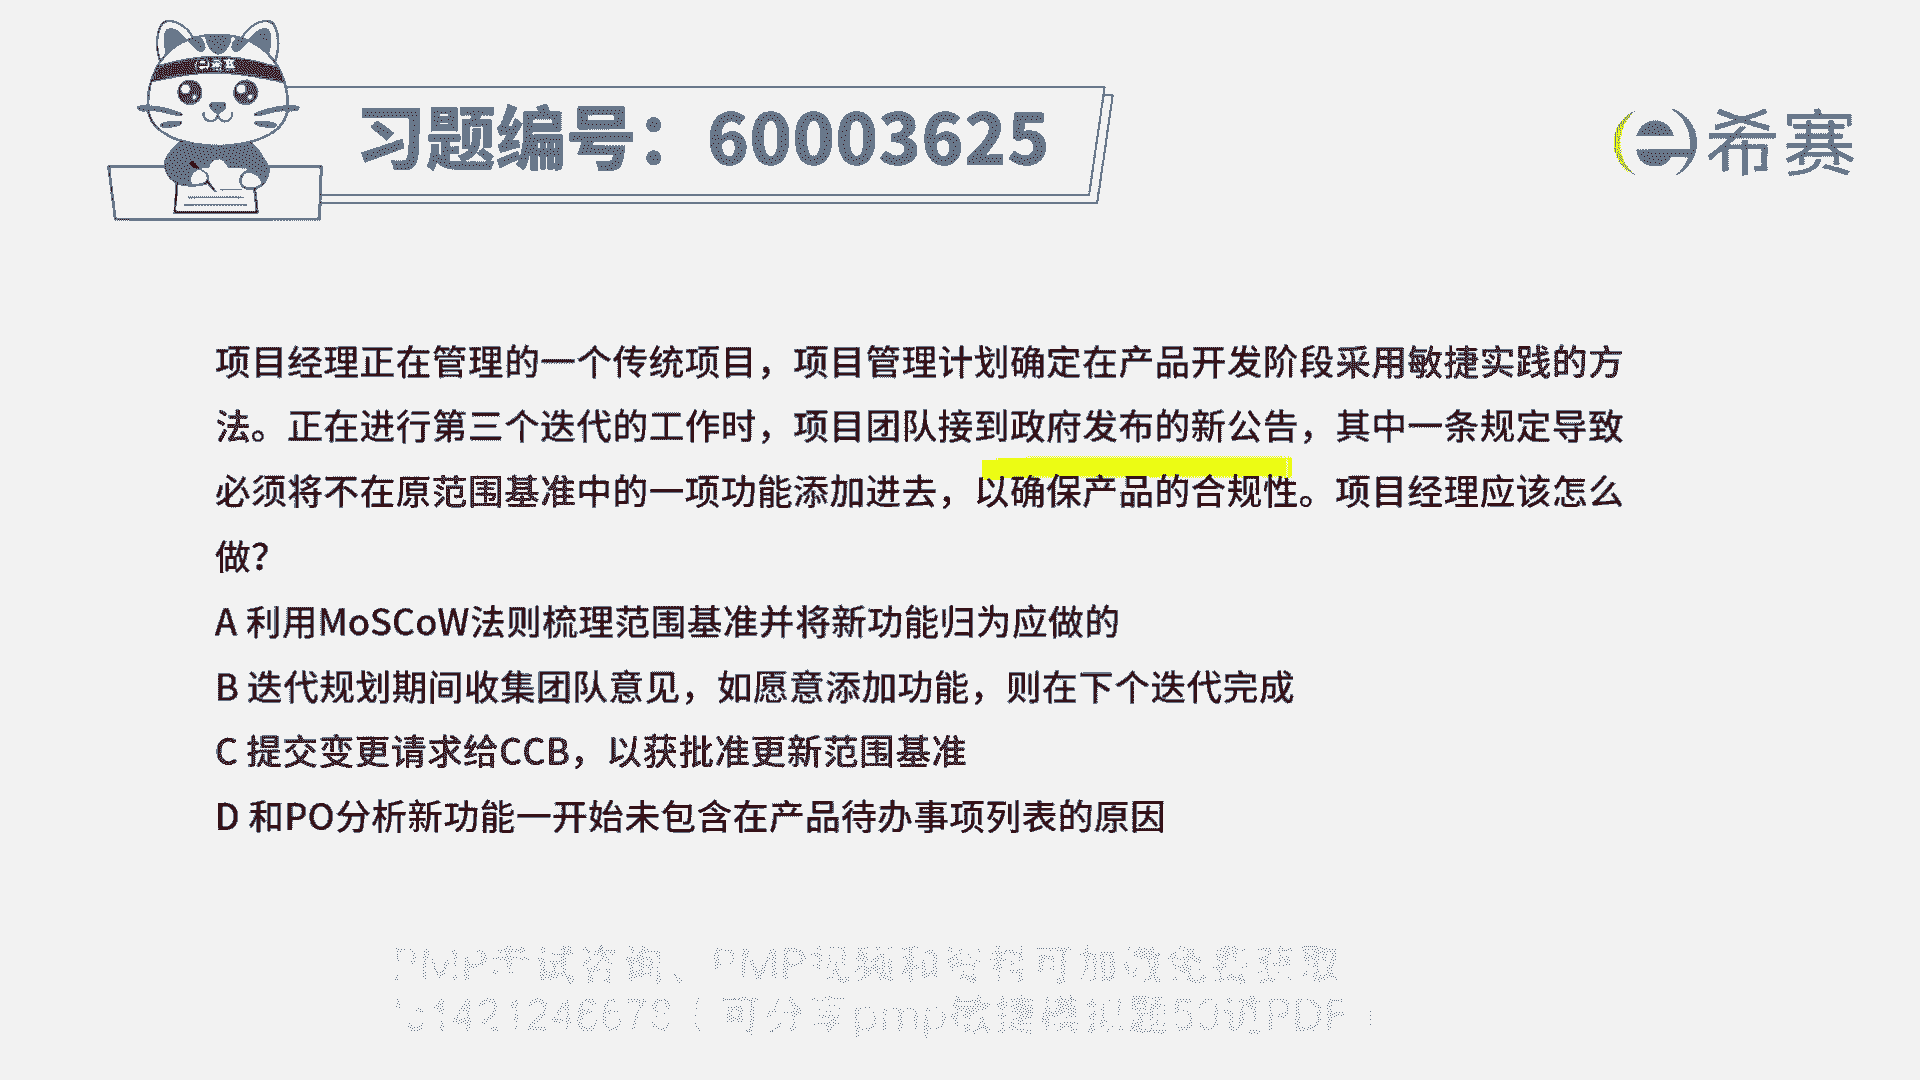 习题编号：60003625
希赛
项目经理正在管理的一个传统项目，项目管理计划确定在产品开发阶段采用敏捷实践的方
法。正在进行第三个迭代的工作时，项目团队接到政府发布的新公告，其中一条规定导致
必须将不在原范围基准中的一项功能添加进去，以确保产品的合规性。项目经理应该怎么
做？
A 利用MoSCoW法则梳理范围基准并将新功能归为应做的
B 迭代规划期间收集团队意见，如愿意添加功能，则在下个迭代完成
C 提交变更请求给CCB，以获批准更新范围基准
D 和PO分析新功能一开始未包含在产品待办事项列表的原因
PMP考试咨询、PMP视频和资料可加微免费获取
可分享pmp敏捷模拟题50道PDF